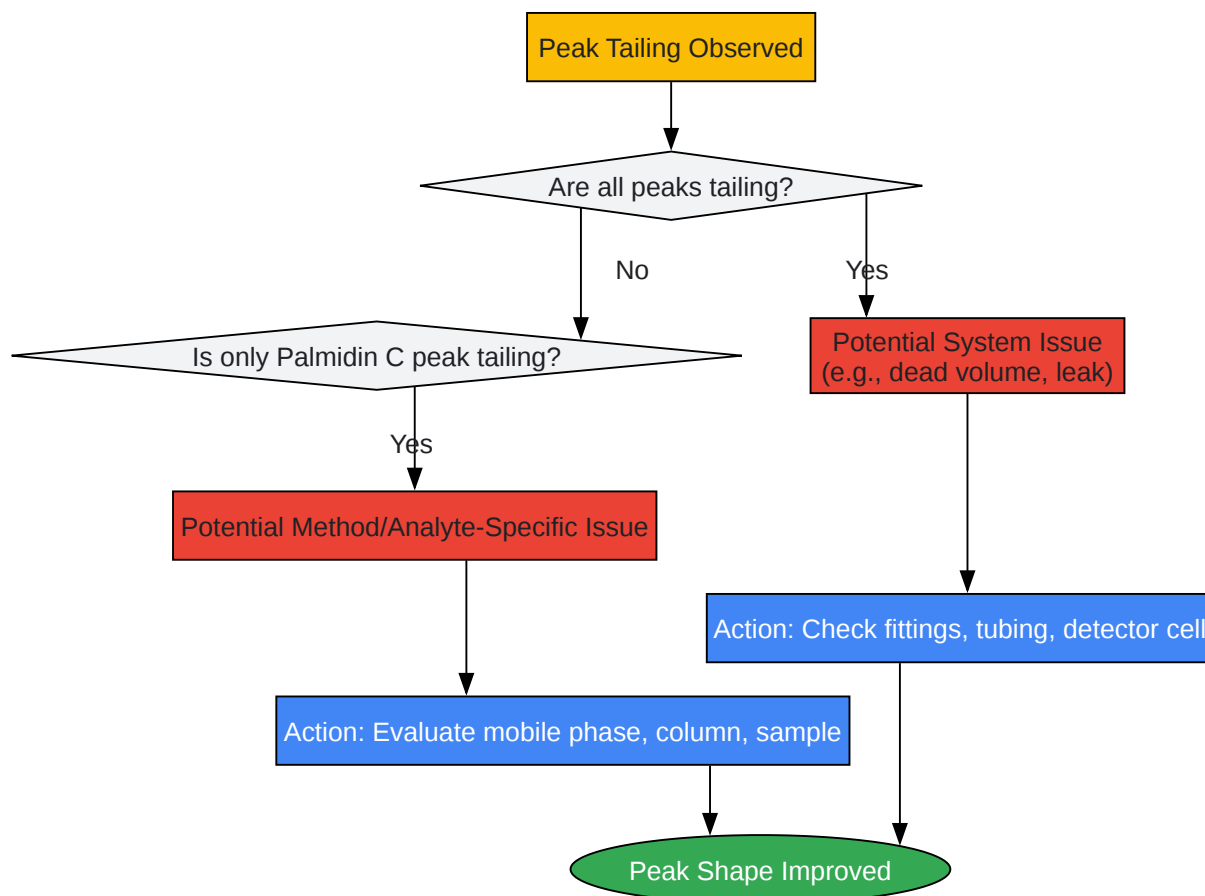 Peak Tailing Observed
Are all peaks tailing?
No
Yes
Is only Palmidin C peak tailing?
Potential System Issue
(e.g., dead volume, leak)
Yes
Potential Method/Analyte-Specific Issue
Action: Check fittings, tubing, detector cell
Action: Evaluate mobile phase, column, sample
Peak Shape Improved